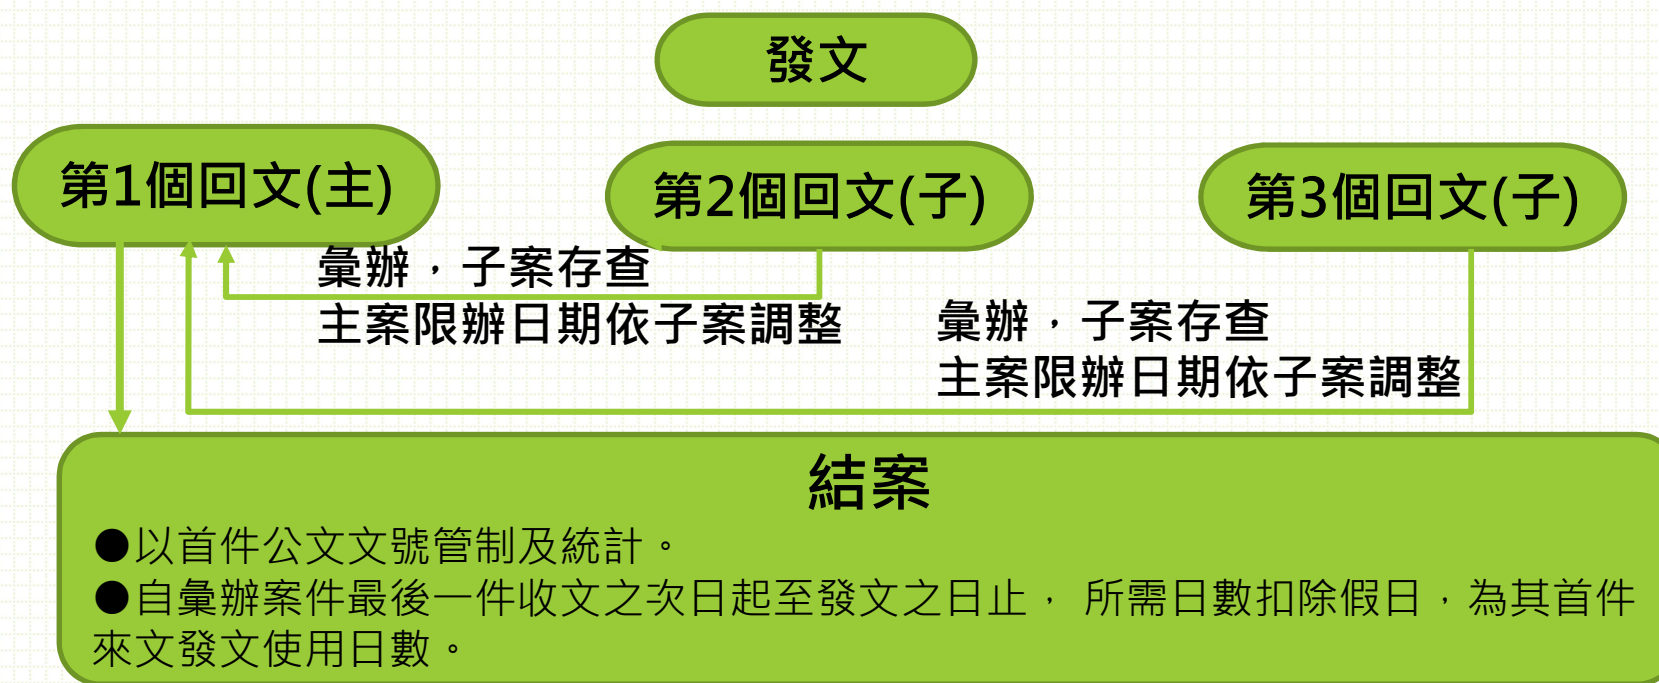 發文
第1個回文(主)
第2個回文(子)
第3個回文(子)
彙辦，子案存查
主案限辦日期依子案調整
彙辦，子案存查
主案限辦日期依子案調整
結案
●以首件公文文號管制及統計。
●自彙辦案件最後一件收文之次日起至發文之日止， 所需日數扣除假日，為其首件
來文發文使用日數。